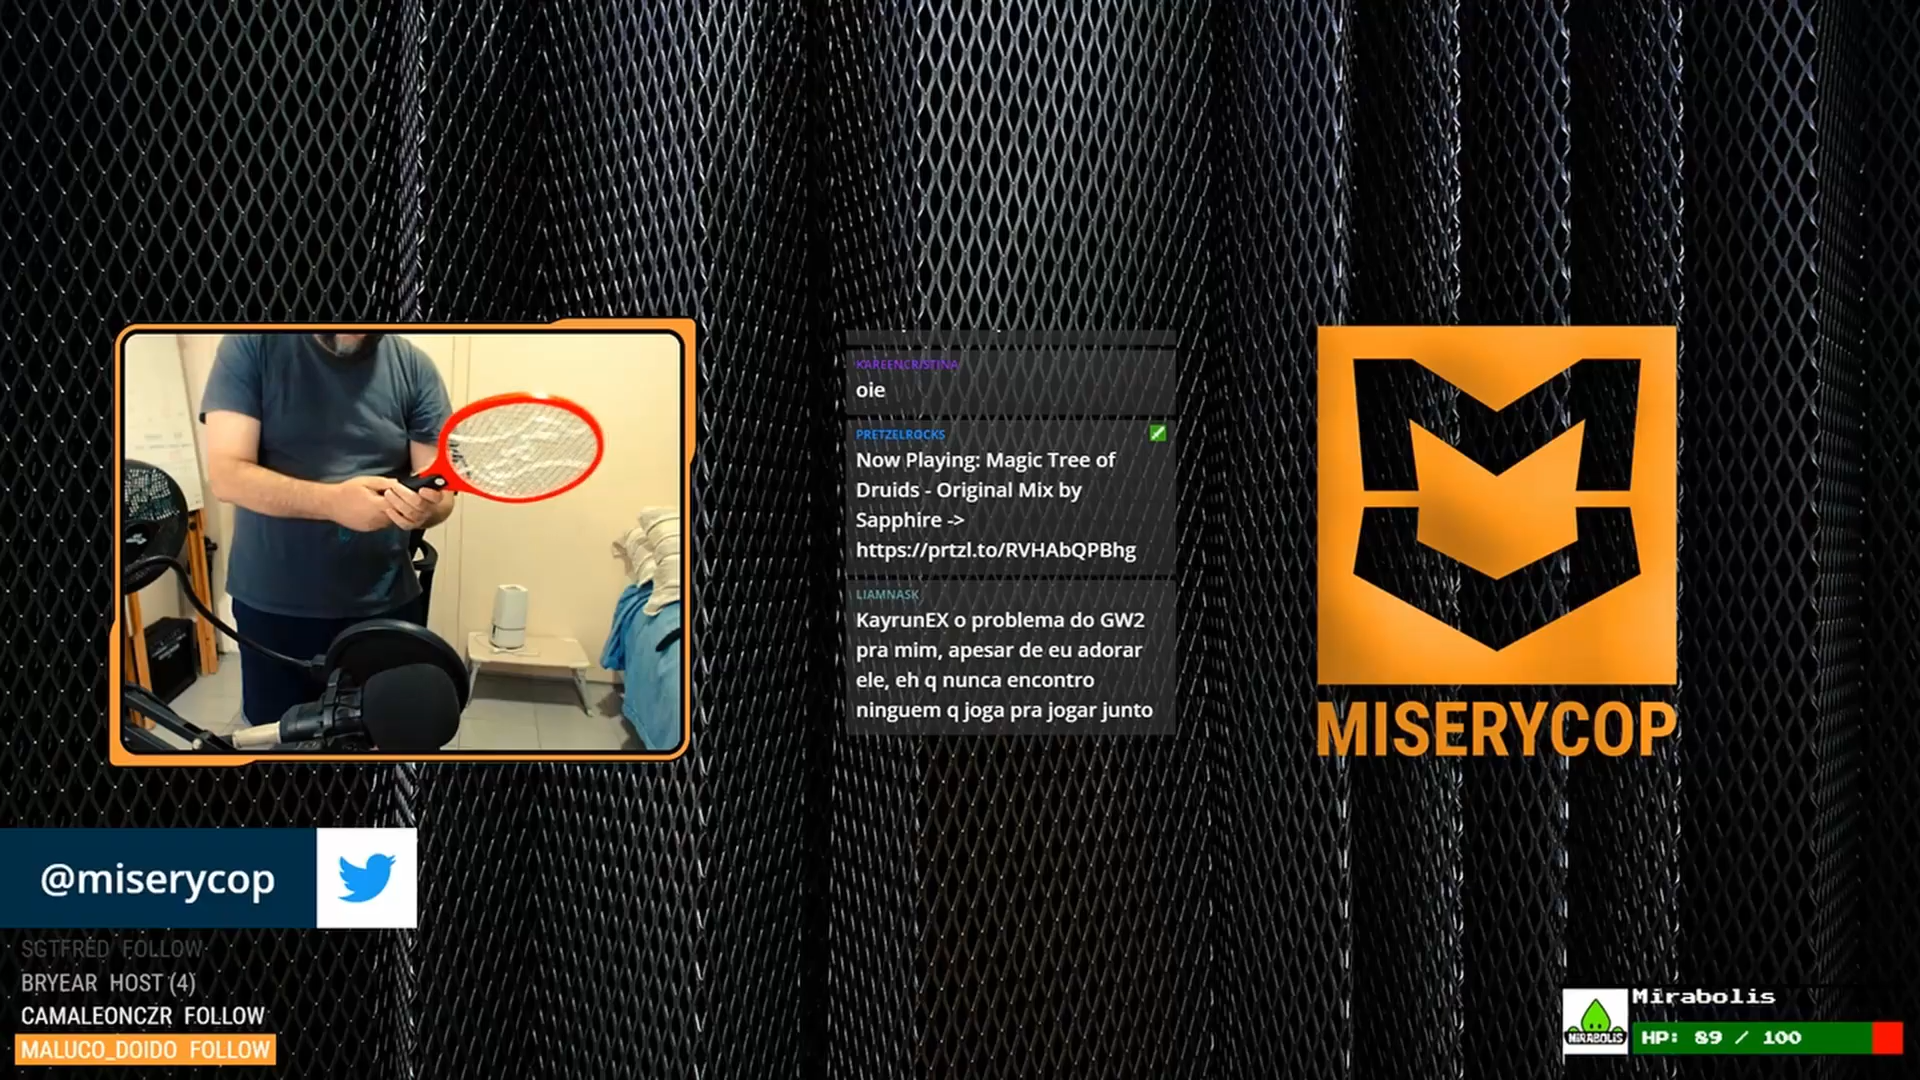 KAREENCRISTINA
oie
PRETZELROCKS
Now Playing: Magic Tree of
Druids - Original Mix by
Sapphire ->
https://prtzl.to/RVHAbQPBhg
LIAMNASK
KayrunEX o problema do GW2
pra mim, apesar de eu adorar
ele, eh q nunca encontro
ninguem q joga pra jogar junto
MISERYCOP
@miserycop
SGTFRED FOLLOW
BRYEAR HOST (4)
CAMALEONCZR FOLLOW
MALUCO_DOIDO FOLLOW
Mirabolis
MIRABOLIS
HP: 89 / 100